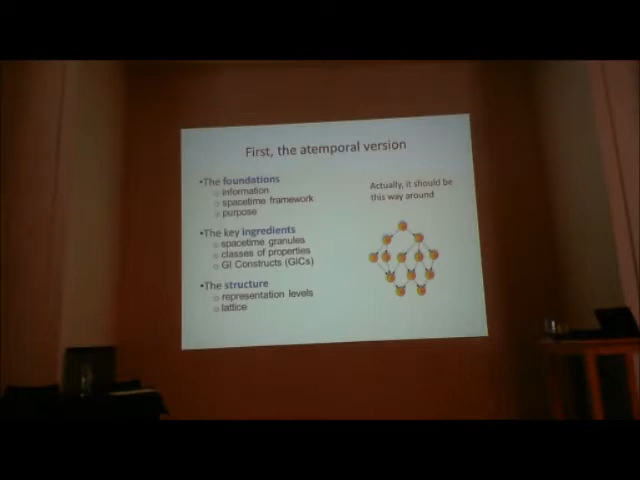 First, the atemporal version
•The foundations
o information
o spacetime framework
o purpose
•The key ingredients
o spacetime granules
o classes of properties
o GI Constructs (GICs)
•The structure
o representation levels
o lattice
Actually, it should be
this way around